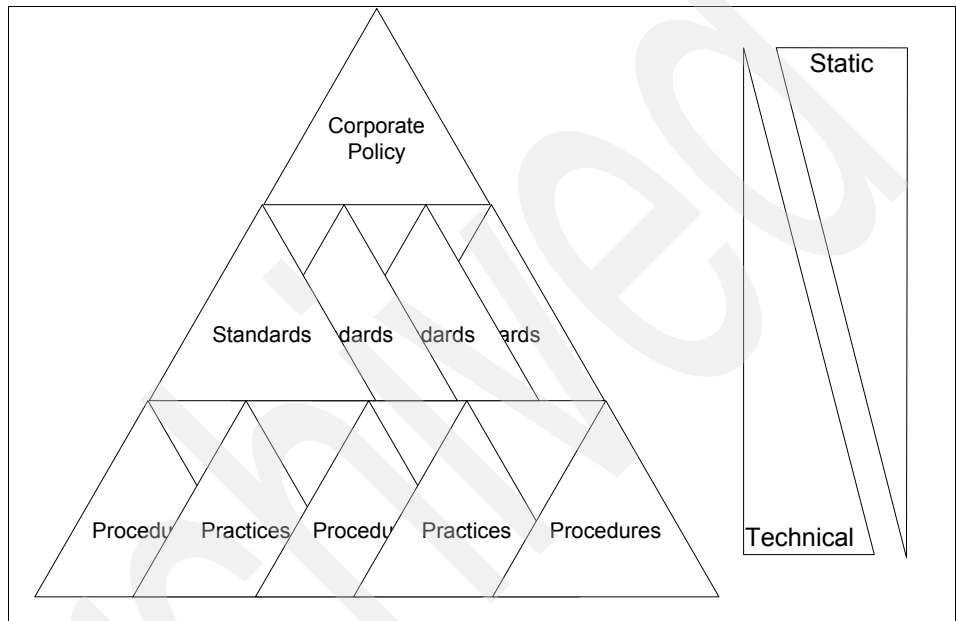 Static
Corporate
Policy
Standards dards dards ards
Procedu Practices Procedu Practices Procedures
Technical